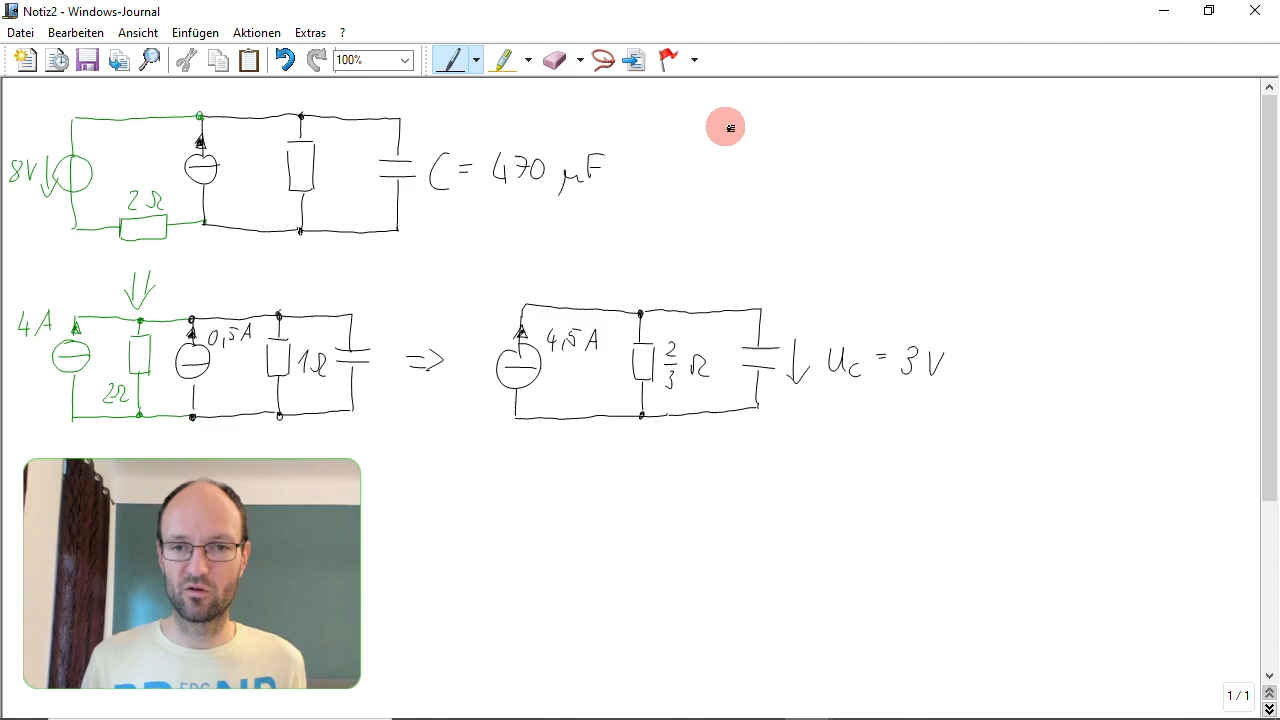 Notiz2 - Windows-Journal
Datei Bearbeiten Ansicht Einfügen Aktionen Extras ?
100%
8V
2Ω
C = 470 µF
4A
2Ω
0,5A
1Ω
⇒
4,5A
2/3 Ω
u_C = 3V
1 / 1